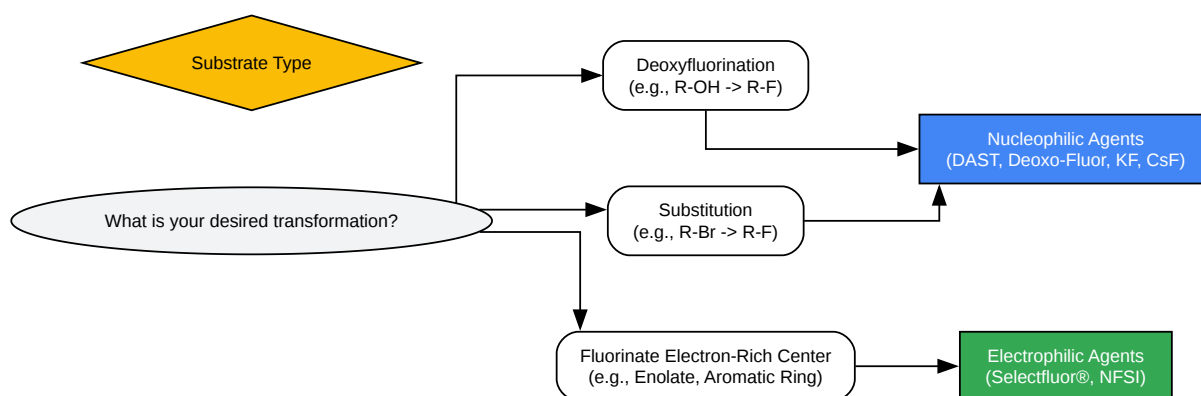 Substrate Type
What is your desired transformation?
Deoxyfluorination
(e.g., R-OH -> R-F)
Substitution
(e.g., R-Br -> R-F)
Fluorinate Electron-Rich Center
(e.g., Enolate, Aromatic Ring)
Nucleophilic Agents
(DAST, Deoxo-Fluor, KF, CsF)
Electrophilic Agents
(Selectfluor®, NFSI)